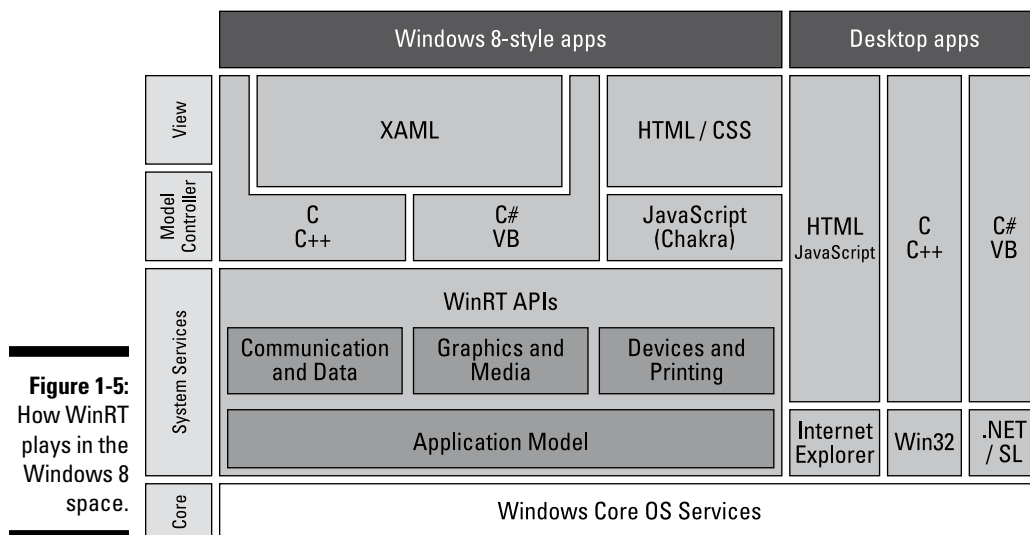 Windows 8-style apps
Desktop apps
View
XAML
HTML / CSS
Model
Controller
C
C++
C#
VB
JavaScript
(Chakra)
HTML
JavaScript
C
C++
C#
VB
System Services
WinRT APIs
Communication
and Data
Graphics and
Media
Devices and
Printing
Application Model
Internet
Explorer
Win32
.NET
/ SL
Core
Windows Core OS Services
Figure 1-5:
How WinRT
plays in the
Windows 8
space.